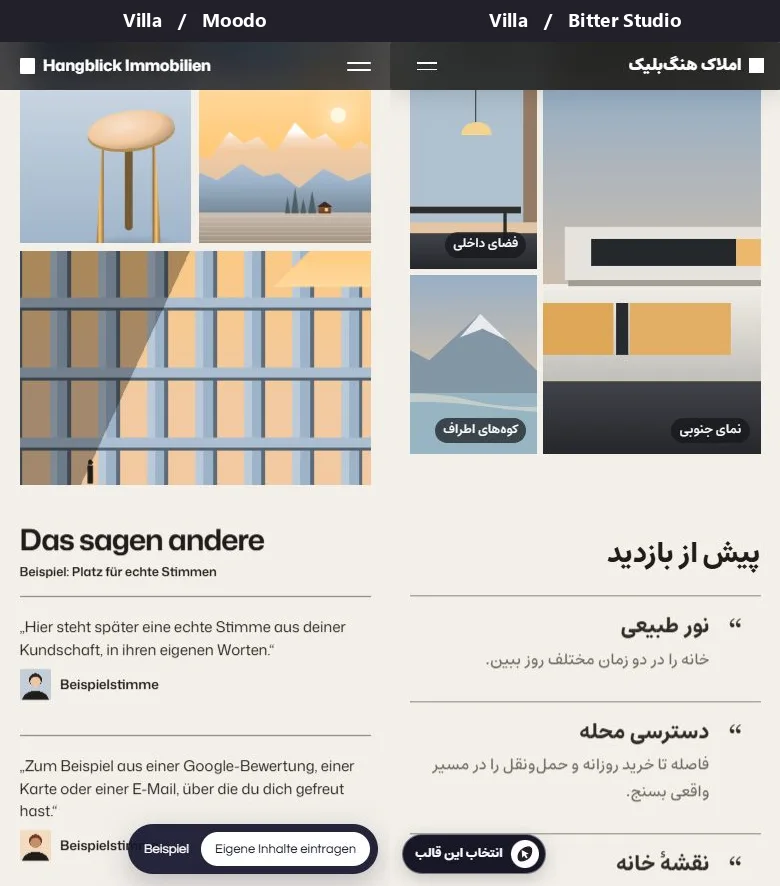 Villa / Moodo
Hangblick Immobilien
Das sagen andere
Beispiel: Platz für echte Stimmen
„Hier steht später eine echte Stimme aus deiner
Kundschaft, in ihren eigenen Worten.“
Beispielstimme
„Zum Beispiel aus einer Google-Bewertung, einer
Karte oder einer E-Mail, über die du dich gefreut
hast.“
Beispiel
Eigene Inhalte eintragen
Villa / Bitter Studio
املاک هنگ‌بلیک
فضای داخلی
کوه‌های اطراف
نمای جنوبی
پیش از بازدید
“ نور طبیعی
خانه را در دو زمان مختلف روز ببین.
“ دسترسی محله
فاصله تا خرید روزانه و حمل‌ونقل را در مسیر
واقعی بسنج.
“ نقشهٔ خانه
انتخاب این قالب